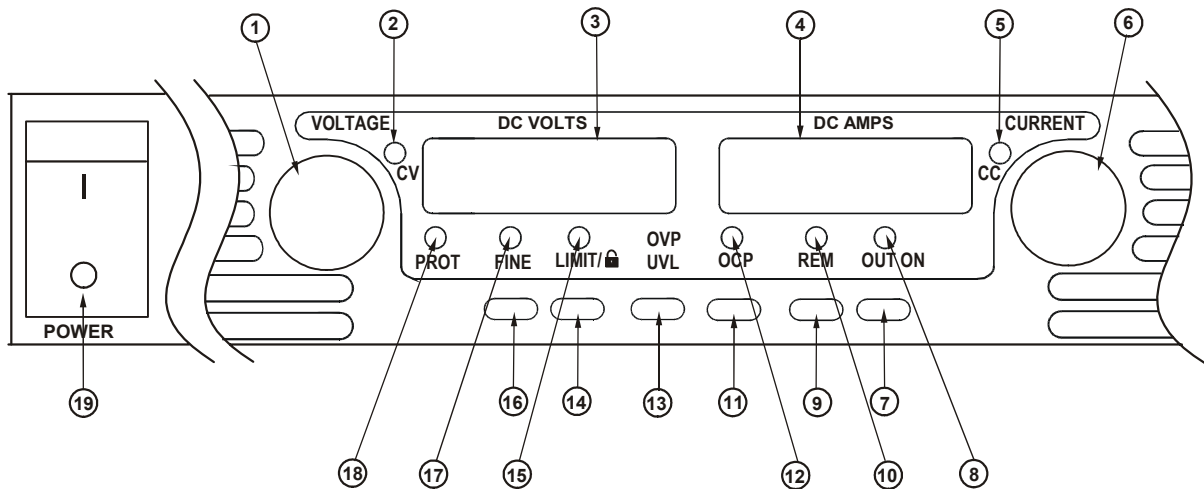 1 2 3 4 5 6
VOLTAGE DC VOLTS DC AMPS CURRENT
CV CC
I
PROT FINE LIMIT/ OVP UVL OCP REM OUT ON
POWER
19 16 14 13 11 9 7
18 17 15 12 10 8